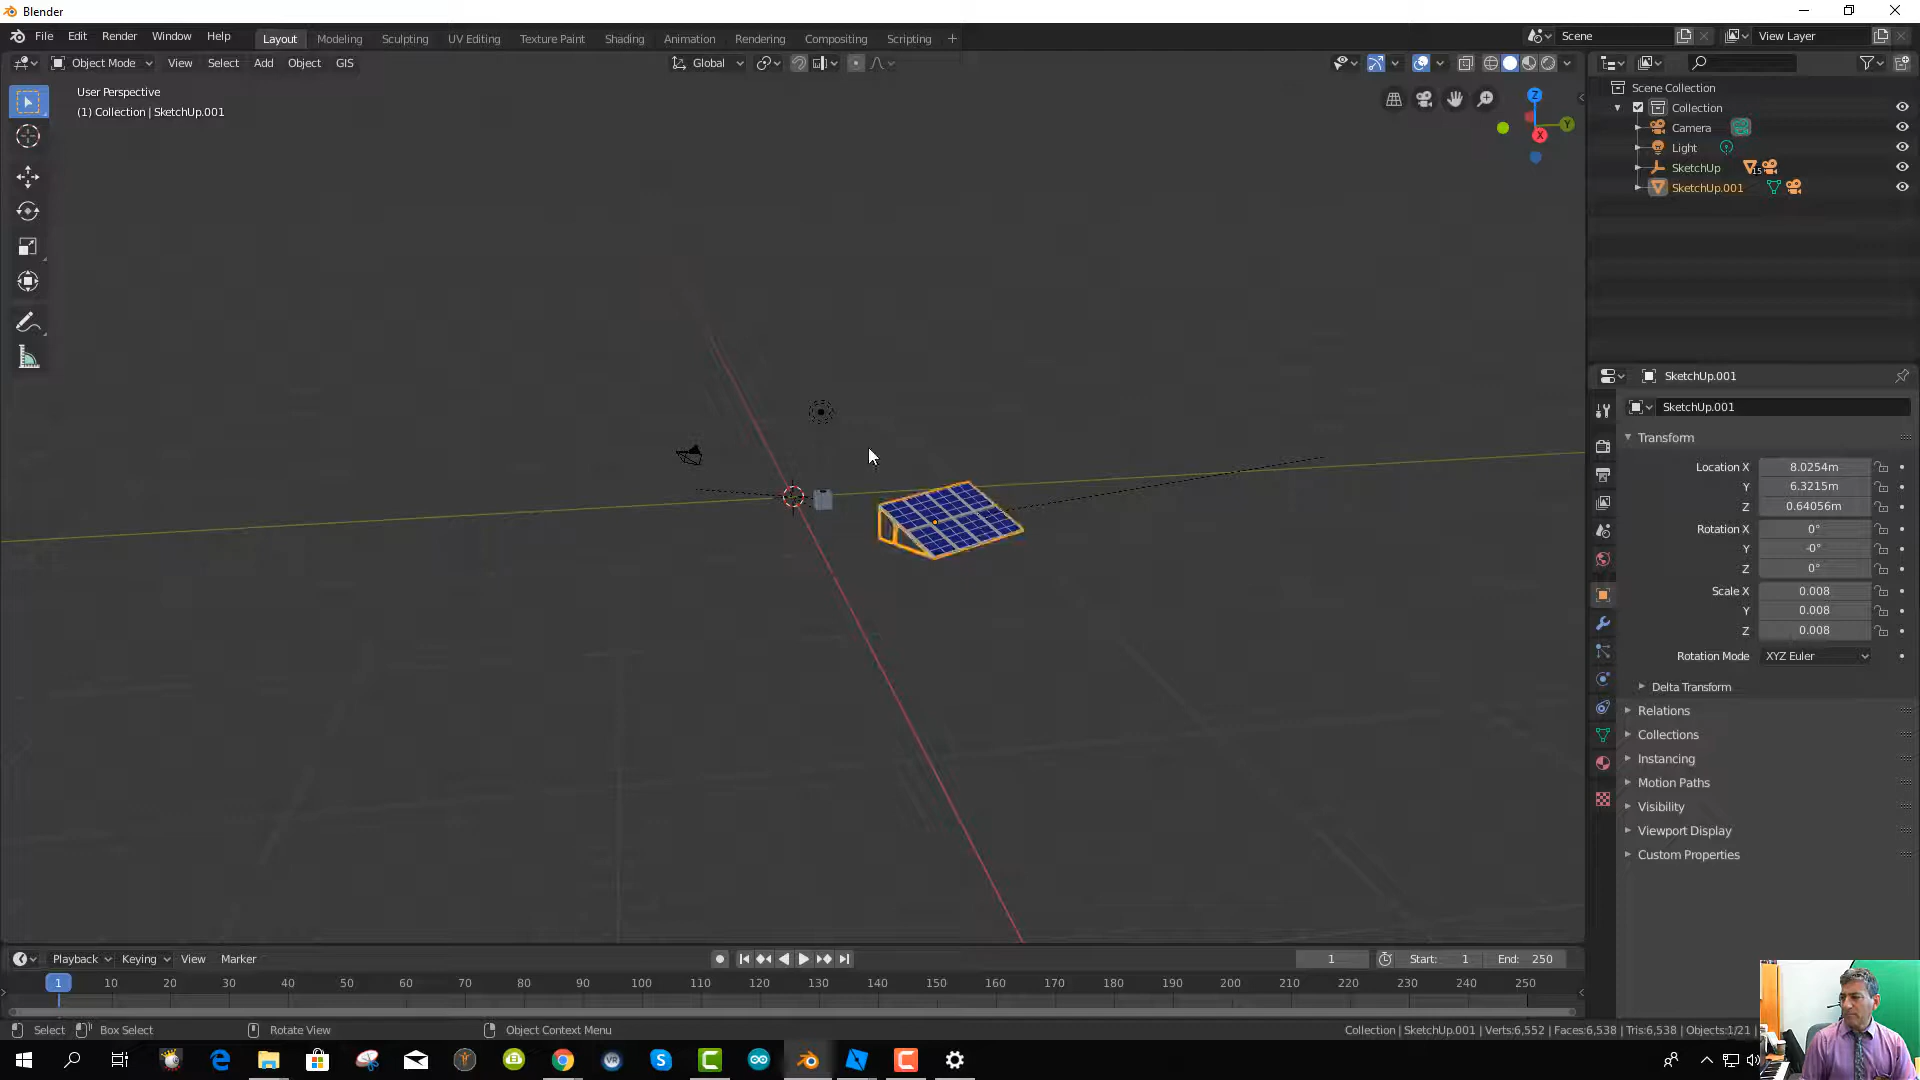 Blender
File Edit Render Window Help
Layout Modeling Sculpting UV Editing Texture Paint Shading Animation Rendering Compositing Scripting +
Scene
View Layer
Object Mode View Select Add Object GIS
Global
User Perspective
(1) Collection | SketchUp.001
Z
Y
X
Scene Collection
Collection
Camera
Light
SketchUp 15
SketchUp.001
SketchUp.001
SketchUp.001
Transform
Location X 8.0254m
Y 6.3215m
Z 0.64056m
Rotation X 0°
Y -0°
Z 0°
Scale X 0.008
Y 0.008
Z 0.008
Rotation Mode XYZ Euler
Delta Transform
Relations
Collections
Instancing
Motion Paths
Visibility
Viewport Display
Custom Properties
Playback Keying View Marker
1 Start: 1 End: 250
1 10 20 30 40 50 60 70 80 90 100 110 120 130 140 150 160 170 180 190 200 210 220 230 240 250
Select Box Select Rotate View Object Context Menu
Collection | SketchUp.001 | Verts:6,552 | Faces:6,538 | Tris:6,538 | Objects:1/21 |
VR